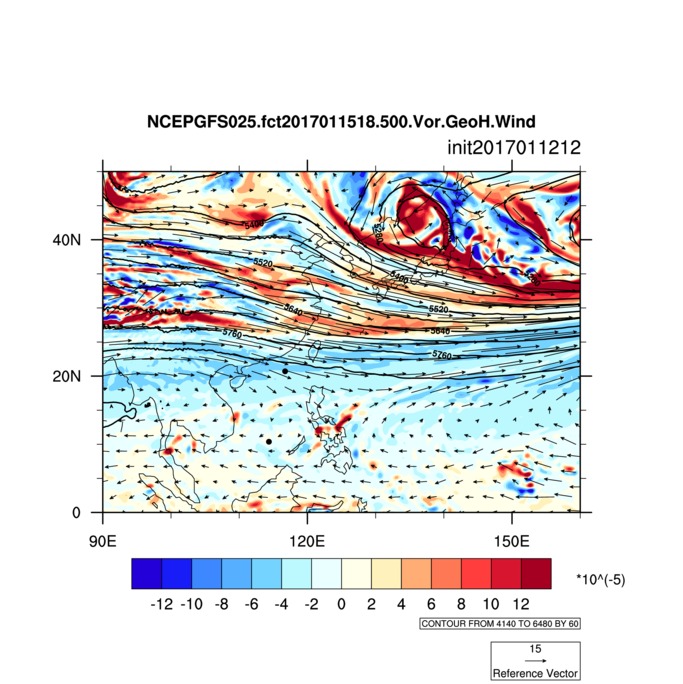 NCEPGFS025.fct2017011518.500.Vor.GeoH.Wind
init2017011212
40N
20N
0
90E 120E 150E
5400
5280
5520
5400
5640
5520
5640
5760
5760
-12 -10 -8 -6 -4 -2 0 2 4 6 8 10 12
*10^(-5)
CONTOUR FROM 4140 TO 6480 BY 60
15
Reference Vector